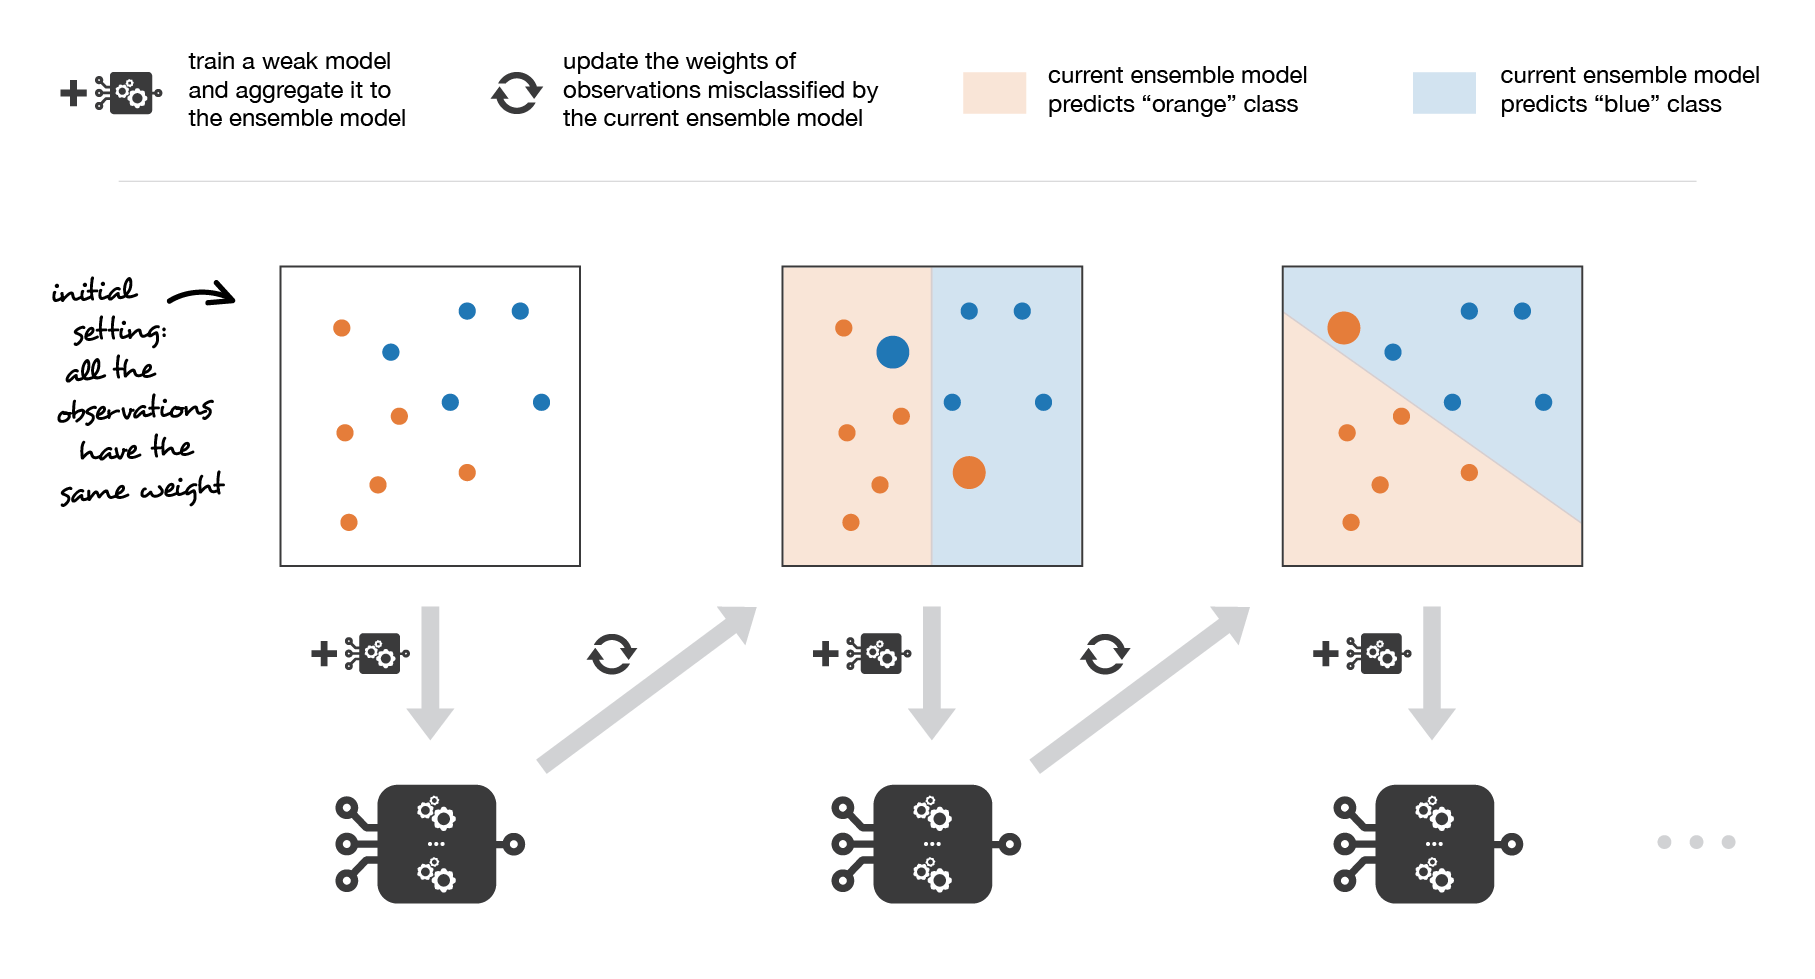 train a weak model
and aggregate it to
the ensemble model
update the weights of
observations misclassified by
the current ensemble model
current ensemble model
predicts “orange” class
current ensemble model
predicts “blue” class
initial
setting:
all the
observations
have the
same weight